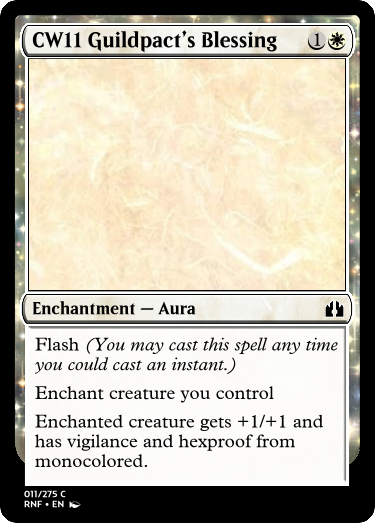 CW11 Guildpact's Blessing 1
Enchantment — Aura
Flash (You may cast this spell any time
you could cast an instant.)
Enchant creature you control
Enchanted creature gets +1/+1 and
has vigilance and hexproof from
monocolored.
011/275 C
RNF • EN